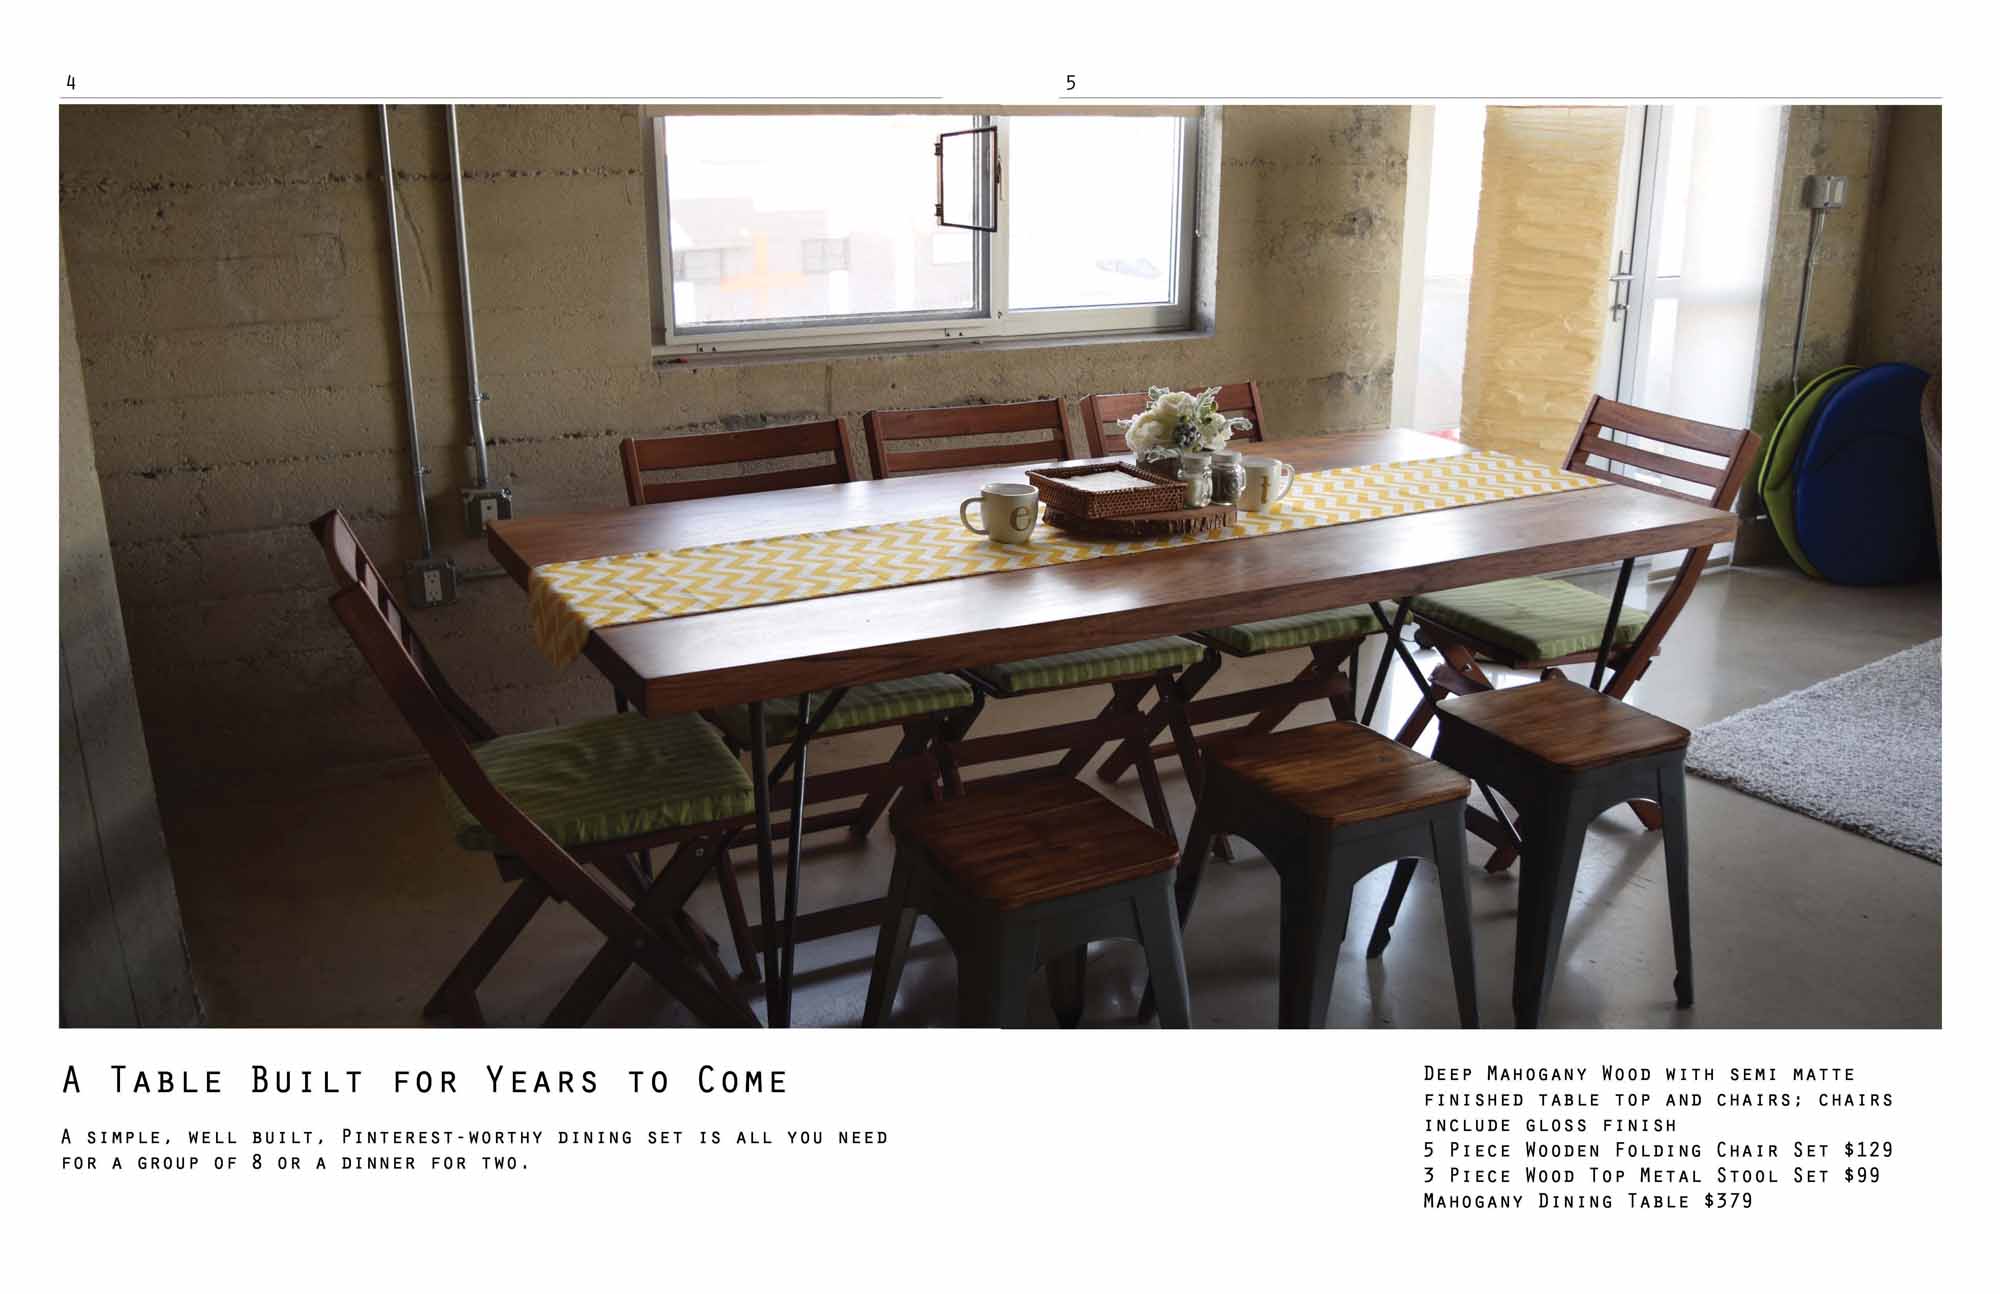 4
5
e
t
A Table Built for Years to Come
A simple, well built, Pinterest-worthy dining set is all you need
for a group of 8 or a dinner for two.
Deep Mahogany Wood with semi matte
finished table top and chairs; chairs
include gloss finish
5 Piece Wooden Folding Chair Set $129
3 Piece Wood Top Metal Stool Set $99
Mahogany Dining Table $379